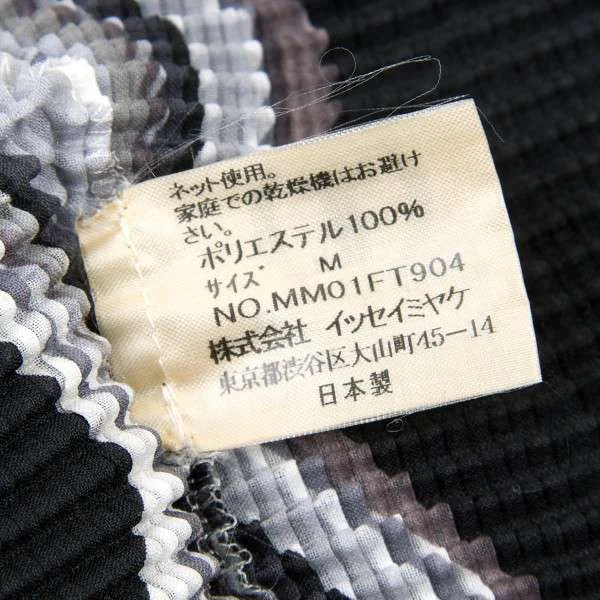 ネット使用。
家庭での乾燥機はお避け
さい。
ポリエステル100%
サイズ M
NO.MM01FT904
株式会社 イッセイミヤケ
東京都渋谷区大山町45-14
日本製